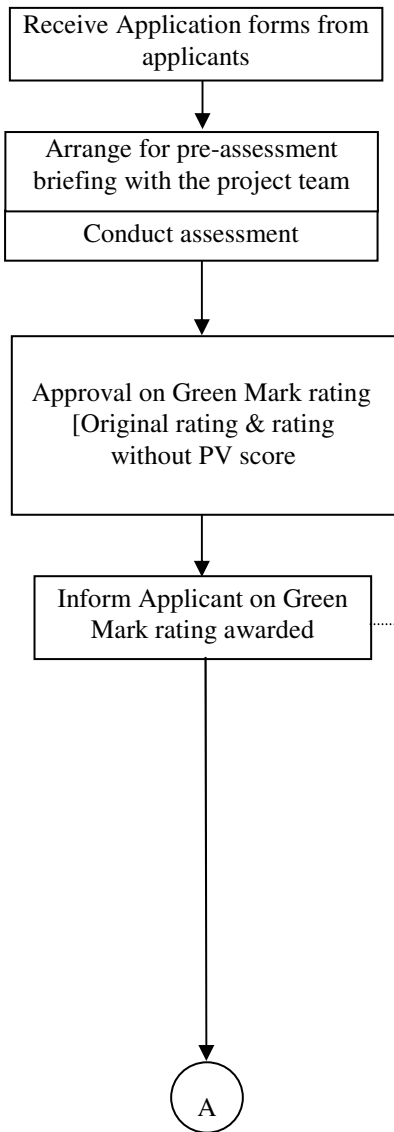 Receive Application forms from
applicants
Arrange for pre-assessment
briefing with the project team
Conduct assessment
Approval on Green Mark rating
[Original rating & rating
without PV score
Inform Applicant on Green
Mark rating awarded
A